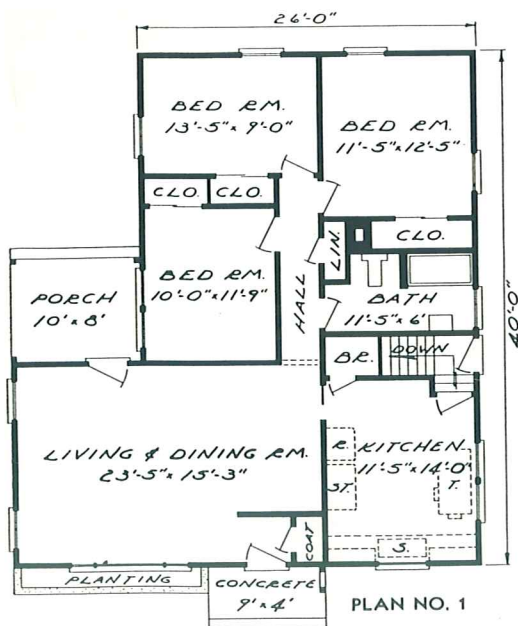 26'-0"
BED RM.
13'-5" x 9'-0"
BED RM.
11'-5" x 12'-5"
CLO.
CLO.
CLO.
LIN.
BED RM.
10'-0" x 11'-9"
HALL
BATH
11'-5" x 6'
PORCH
10' x 8'
40'-0"
BR.
DOWN
LIVING & DINING RM.
23'-5" x 15'-3"
R.
KITCHEN
11'-5" x 14'-0"
ST.
T.
COAT
S.
PLANTING
CONCRETE
9' x 4'
PLAN NO. 1